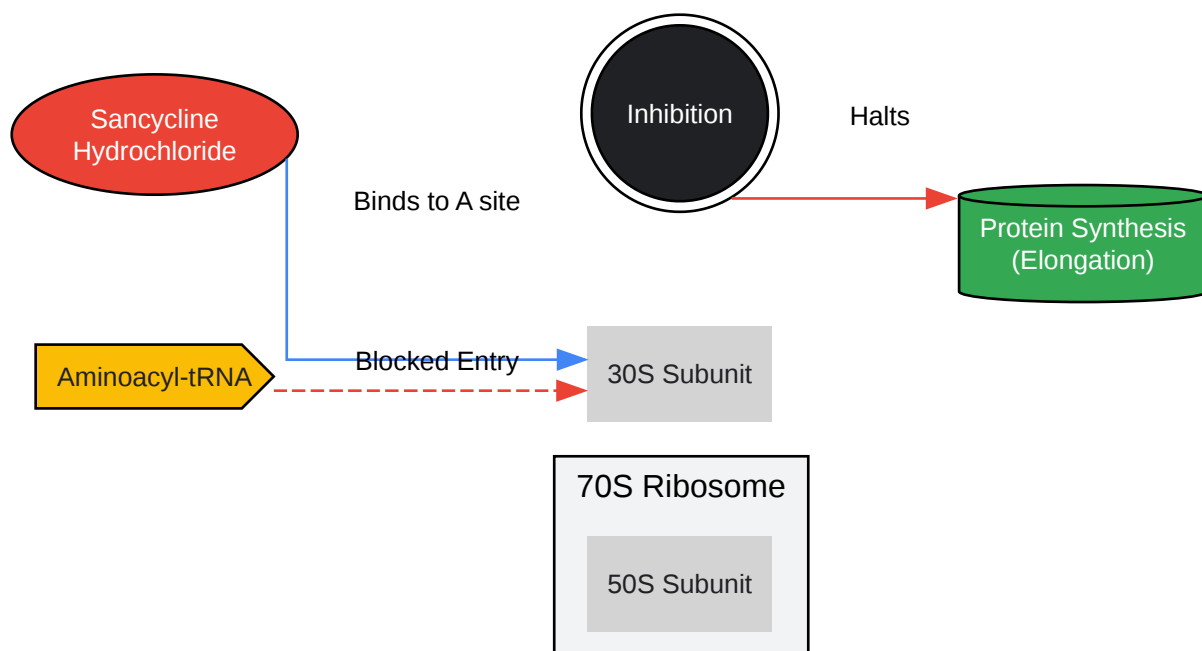 Sancycline
Hydrochloride
Inhibition
Halts
Binds to A site
Protein Synthesis
(Elongation)
Aminoacyl-tRNA
Blocked Entry
30S Subunit
70S Ribosome
50S Subunit